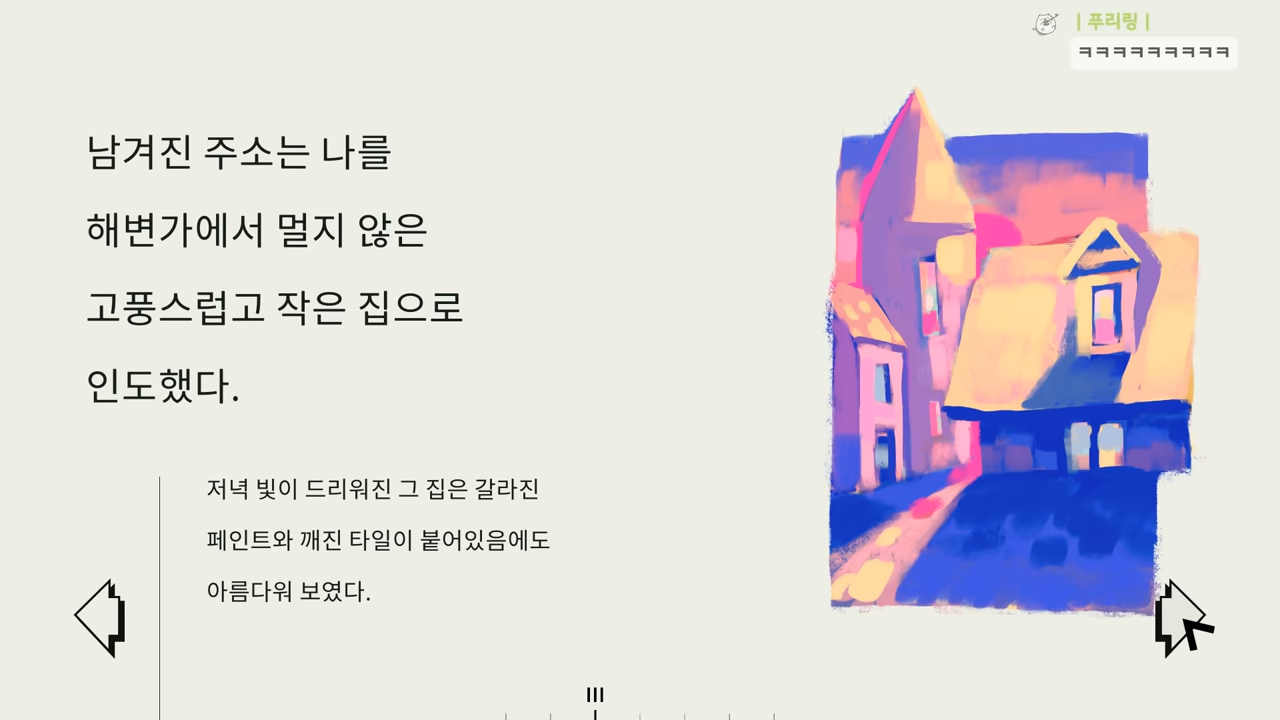 | 푸리링 |
ㅋㅋㅋㅋㅋㅋㅋㅋㅋ
남겨진 주소는 나를
해변가에서 멀지 않은
고풍스럽고 작은 집으로
인도했다.
저녁 빛이 드리워진 그 집은 갈라진
페인트와 깨진 타일이 붙어있음에도
아름다워 보였다.
III